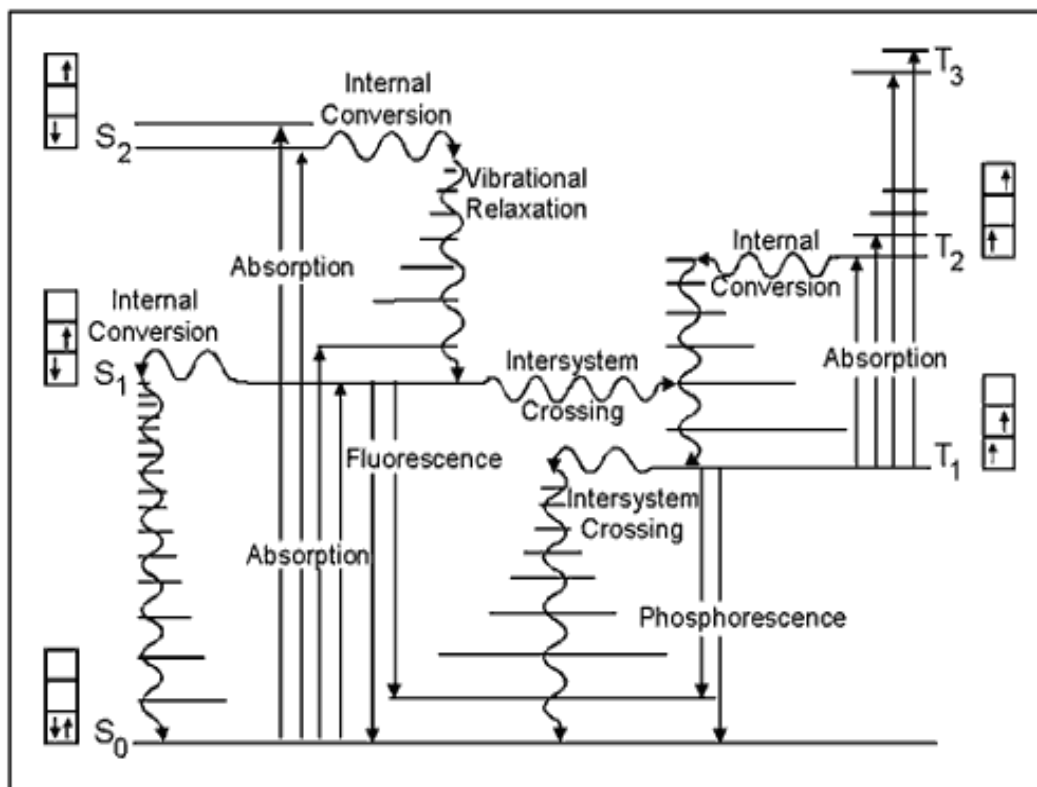 T3
Internal
Conversion
S2
Vibrational
Relaxation
Internal
Conversion
T2
Absorption
Internal
Conversion
Absorption
S1
Intersystem
Crossing
T1
Fluorescence
Intersystem
Crossing
Absorption
Phosphorescence
S0